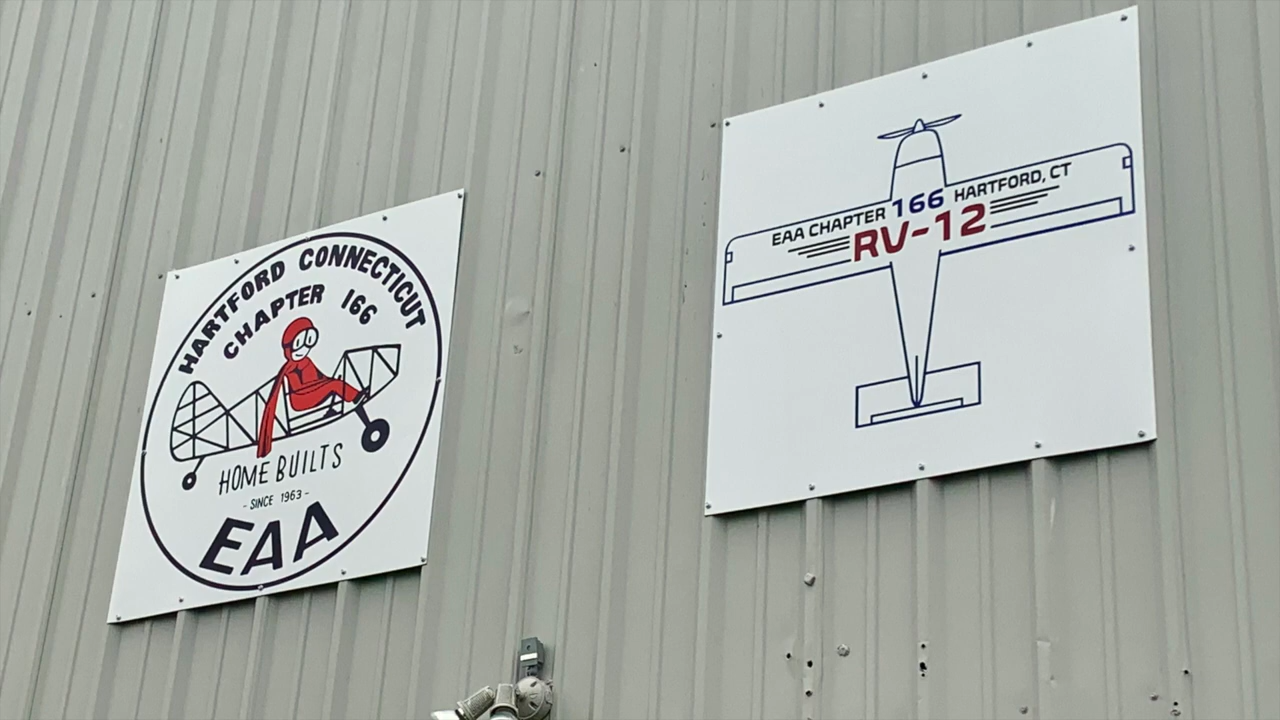 HARTFORD CONNECTICUT
CHAPTER 166
HOME BUILTS
- SINCE 1963 -
EAA
EAA CHAPTER 166 HARTFORD, CT
RV-12